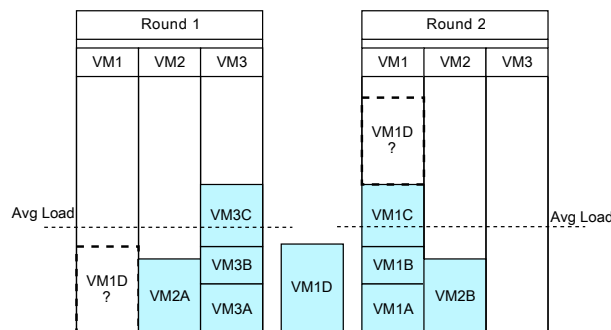 Round 1
Round 2
VM1 VM2 VM3
VM1 VM2 VM3
VM1D
?
Avg Load
VM3C
VM1C
Avg Load
VM1D
?
VM2A
VM3B
VM3A
VM1D
VM1B
VM1A
VM2B